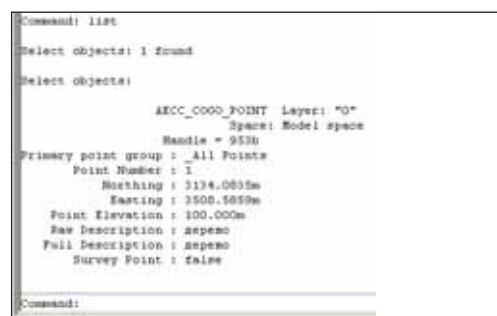 Command: list
Select objects: 1 found
Select objects:
AECC_COGO_POINT Layer: "0"
Space: Model space
Handle = 953b
Primary point group : _All Points
Point Number : 1
Northing : 3134.0835m
Easting : 3508.5859m
Point Elevation : 100.000m
Raw Description : дерево
Full Description : дерево
Survey Point : false
Command: